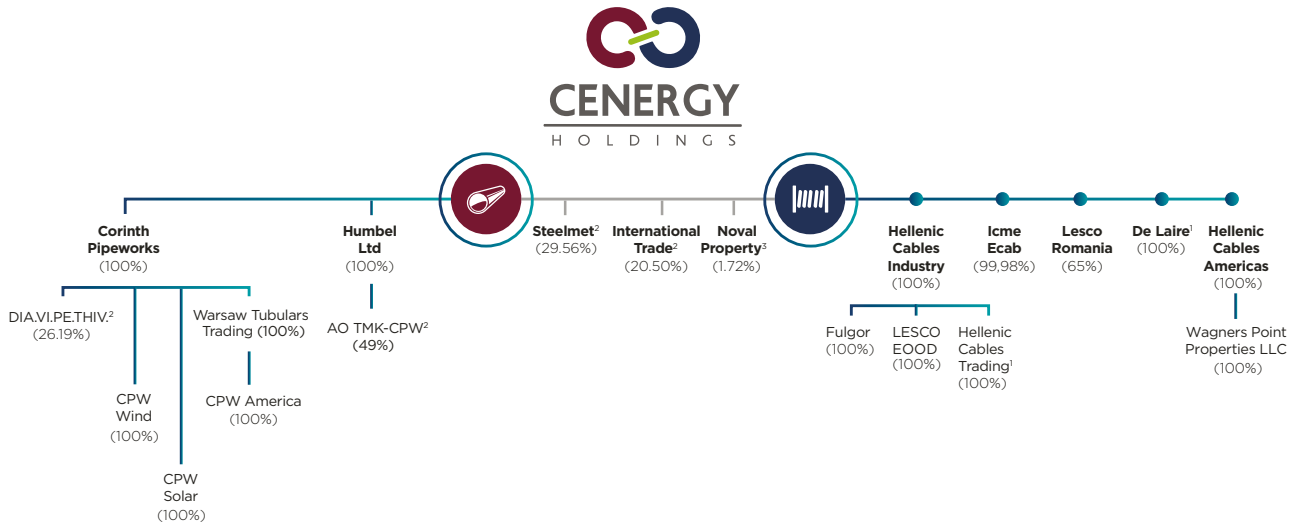 CENERGY
HOLDINGS
Corinth
Pipeworks
(100%)
Humbel
Ltd
(100%)
Steelmet²
(29.56%)
International
Trade²
(20.50%)
Noval
Property³
(1.72%)
Hellenic
Cables
Industry
(100%)
Icme
Ecab
(99,98%)
Lesco
Romania
(65%)
De Laire¹
(100%)
Hellenic
Cables
Americas
(100%)
DIA.VI.PE.THIV.²
(26.19%)
CPW
Wind
(100%)
CPW
Solar
(100%)
Warsaw Tubulars
Trading (100%)
CPW America
(100%)
AO TMK-CPW²
(49%)
Fulgor
(100%)
LESCO
EOOD
(100%)
Hellenic
Cables
Trading¹
(100%)
Wagners Point
Properties LLC
(100%)